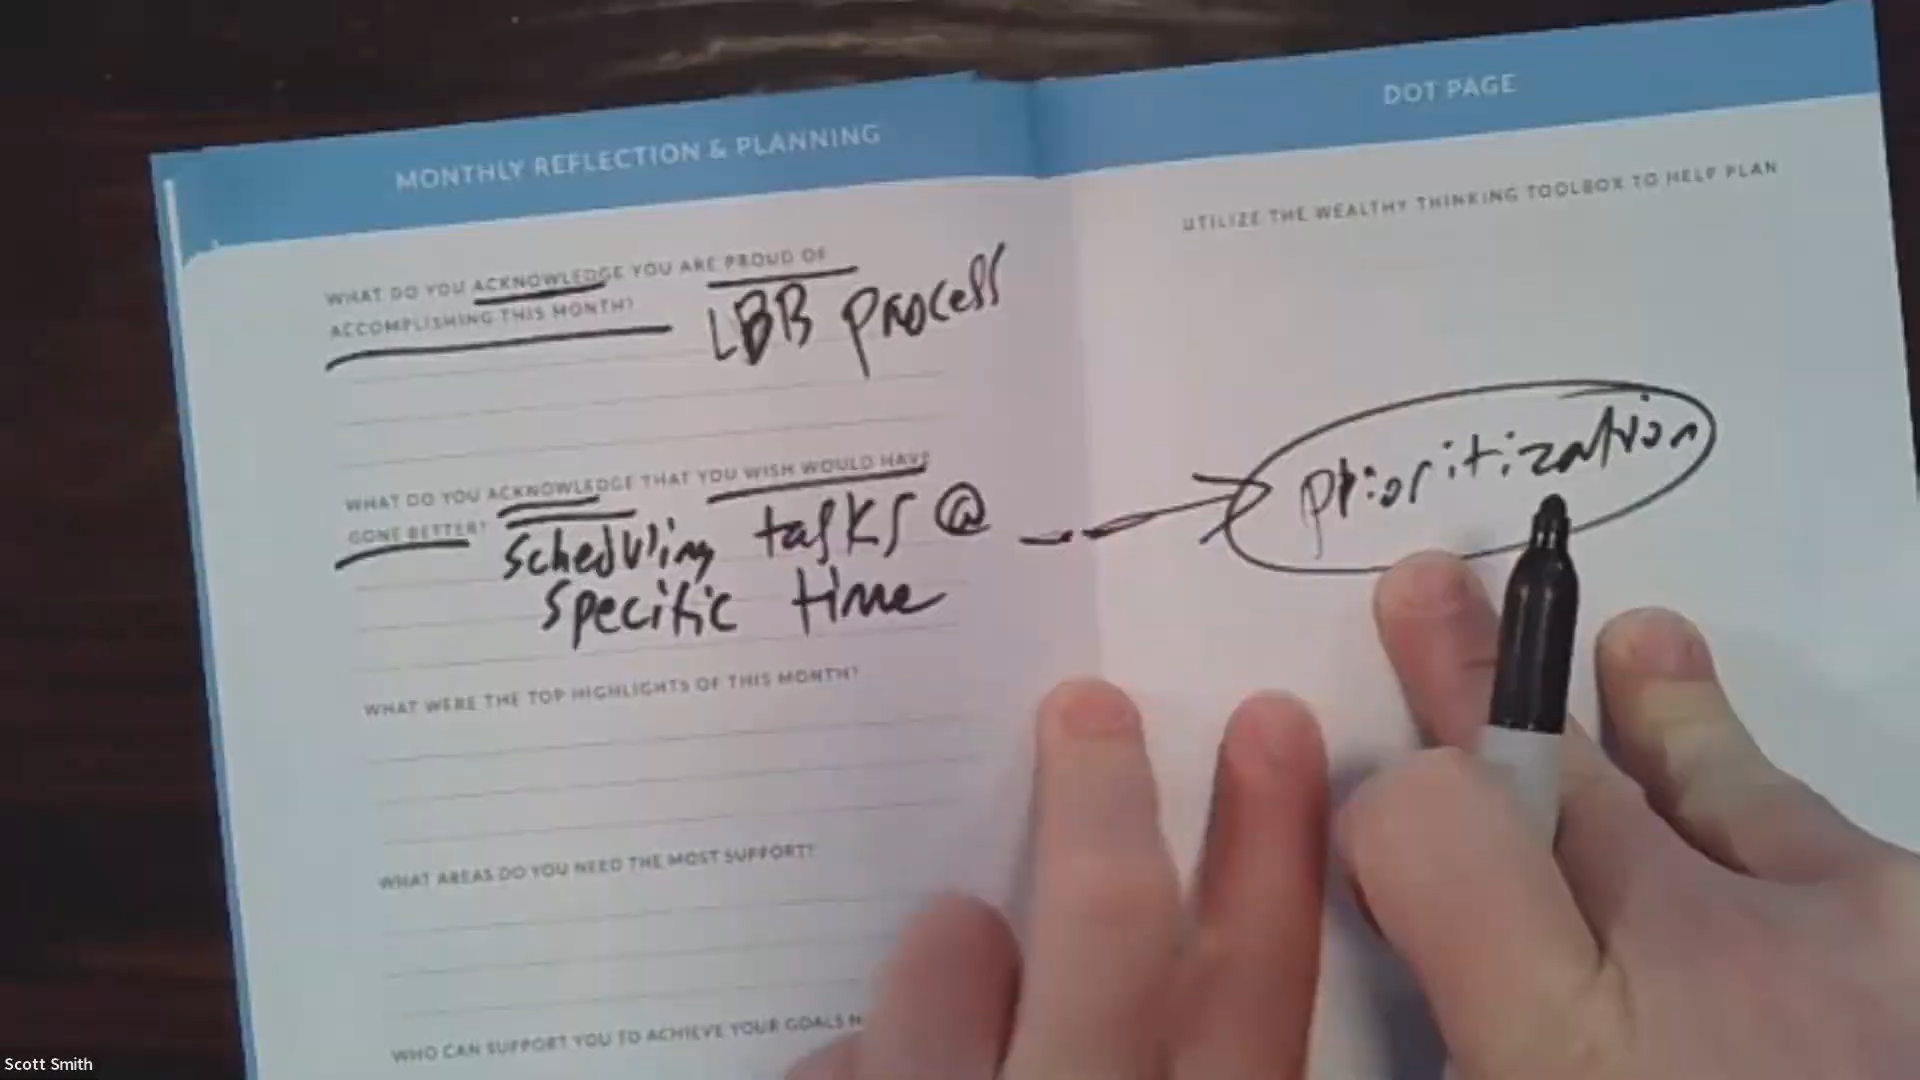 MONTHLY REFLECTION & PLANNING
WHAT DO YOU ACKNOWLEDGE YOU ARE PROUD OF
ACCOMPLISHING THIS MONTH?
LBB process
WHAT DO YOU ACKNOWLEDGE THAT YOU WISH WOULD HAVE
GONE BETTER?
scheduling tasks @
specific time
WHAT WERE THE TOP HIGHLIGHTS OF THIS MONTH?
WHAT AREAS DO YOU NEED THE MOST SUPPORT?
WHO CAN SUPPORT YOU TO ACHIEVE YOUR GOALS
DOT PAGE
UTILIZE THE WEALTHY THINKING TOOLBOX TO HELP PLAN
prioritization
Scott Smith